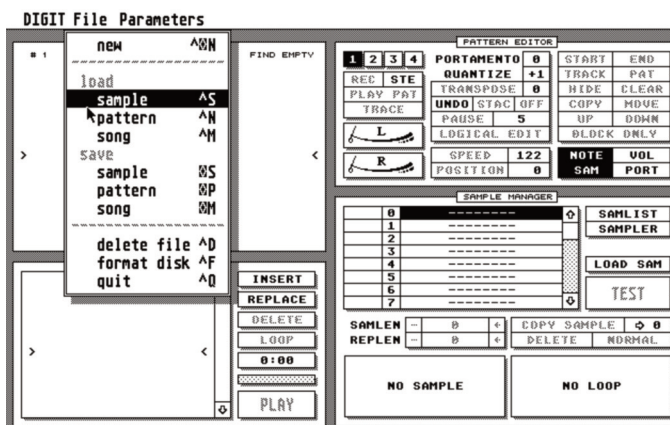 DIGIT File Parameters
new ^⌧N
load
sample ^S
pattern ^N
song ^M
save
sample ⌧S
pattern ⌧P
song ⌧M
delete file ^D
format disk ^F
quit ^Q
# 1
FIND EMPTY
> <
INSERT
REPLACE
DELETE
LOOP
0:00
PLAY
> <
PATTERN EDITOR
1 2 3 4 PORTAMENTO 0 START END
REC STE QUANTIZE +1 TRACK PAT
PLAY PAT TRANSPOSE 0 HIDE CLEAR
TRACE UNDO STAC OFF COPY MOVE
L PAUSE 5 UP DOWN
LOGICAL EDIT BLOCK ONLY
R SPEED 122 NOTE VOL
POSITION 0 SAM PORT
SAMPLE MANAGER
0 -------- SAMLIST
1 -------- SAMPLER
2 --------
3 --------
4 -------- LOAD SAM
5 --------
6 -------- TEST
7 --------
SAMLEN 0 COPY SAMPLE ➪ 0
REPLEN 0 DELETE NORMAL
NO SAMPLE NO LOOP